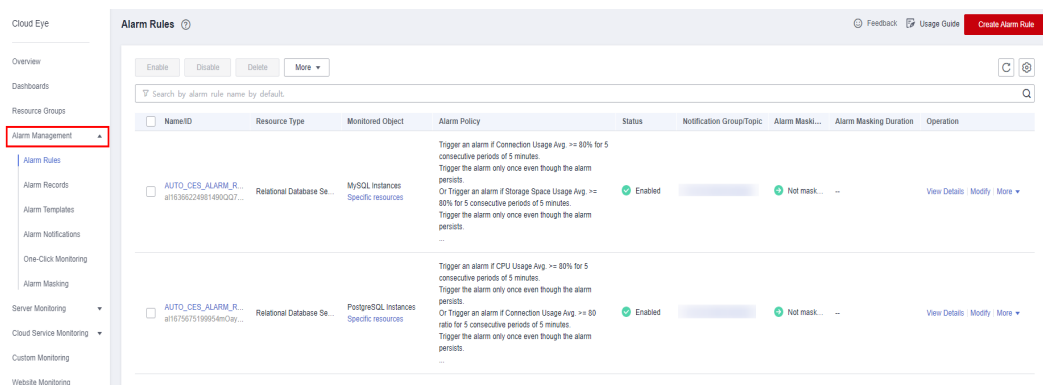 Cloud Eye
Overview
Dashboards
Resource Groups
Alarm Management
Alarm Rules
Alarm Records
Alarm Templates
Alarm Notifications
One-Click Monitoring
Alarm Masking
Server Monitoring
Cloud Service Monitoring
Custom Monitoring
Website Monitoring
Alarm Rules
Feedback Usage Guide Create Alarm Rule
Enable Disable Delete More
Search by alarm rule name by default.
Name/ID Resource Type Monitored Object Alarm Policy Status Notification Group/Topic Alarm Maski... Alarm Masking Duration Operation
AUTO_CES_ALARM_R...
al16366224981490QQ7...
Relational Database Se...
MySQL Instances
Specific resources
Trigger an alarm if Connection Usage Avg. >= 80% for 5
consecutive periods of 5 minutes.
Trigger the alarm only once even though the alarm
persists.
Or Trigger an alarm if Storage Space Usage Avg. >=
80% for 5 consecutive periods of 5 minutes.
Trigger the alarm only once even though the alarm
persists.
...
Enabled
Not mask... --
View Details Modify More
AUTO_CES_ALARM_R...
al1675675199954mOay...
Relational Database Se...
PostgreSQL Instances
Specific resources
Trigger an alarm if CPU Usage Avg. >= 80% for 5
consecutive periods of 5 minutes.
Trigger the alarm only once even though the alarm
persists.
Or Trigger an alarm if Connection Usage Avg. >= 80
ratio for 5 consecutive periods of 5 minutes.
Trigger the alarm only once even though the alarm
persists.
...
Enabled
Not mask... --
View Details Modify More